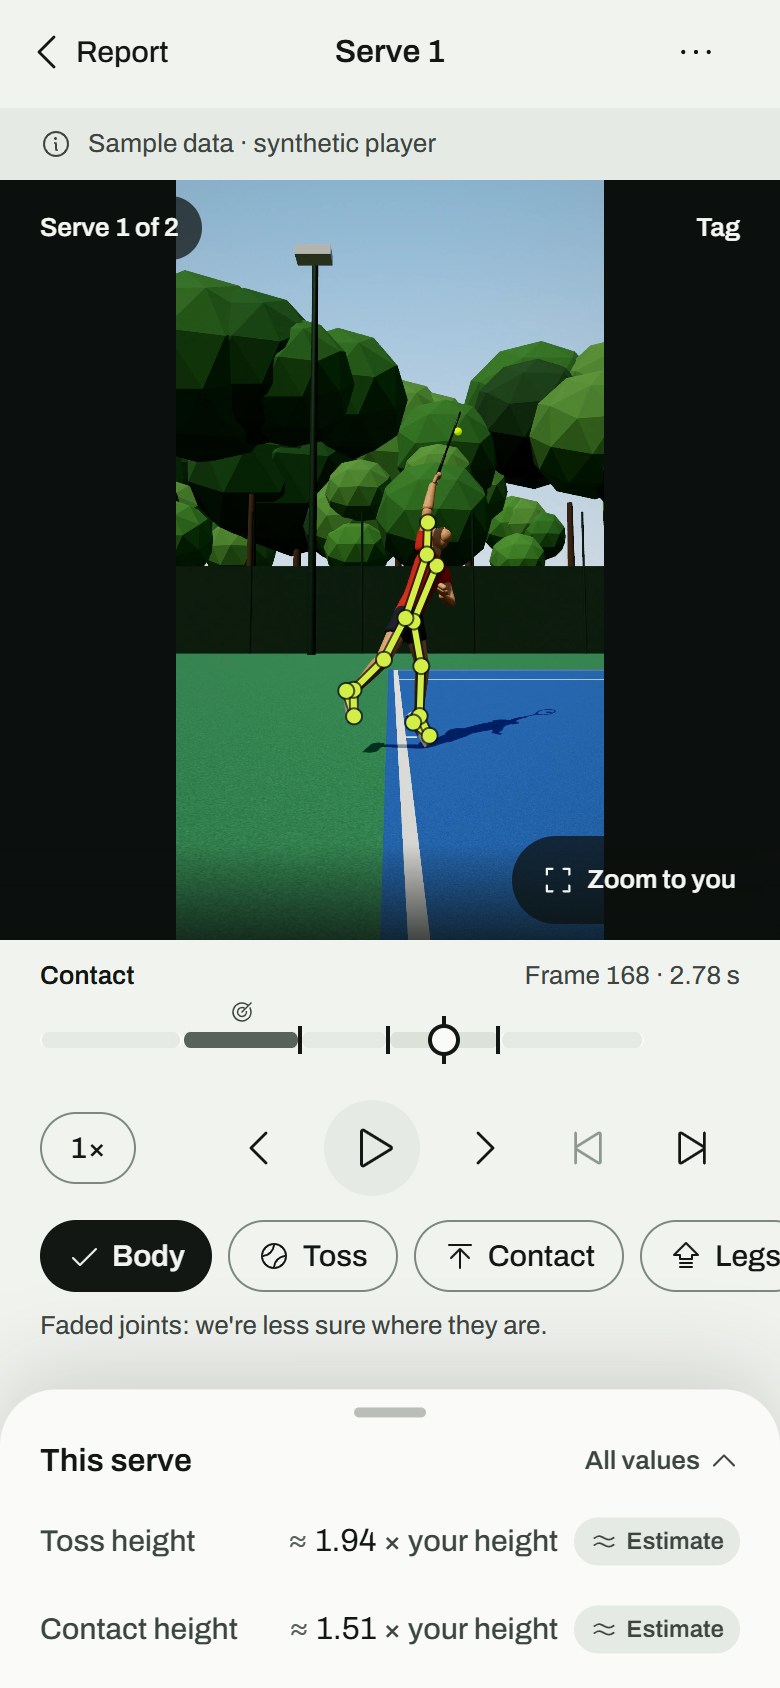 Report
Serve 1
Sample data · synthetic player
Serve 1 of 2
Tag
Zoom to you
Contact
Frame 168 · 2.78 s
1×
Body
Toss
Contact
Legs
Faded joints: we're less sure where they are.
This serve
All values
Toss height
≈ 1.94 × your height
≈ Estimate
Contact height
≈ 1.51 × your height
≈ Estimate